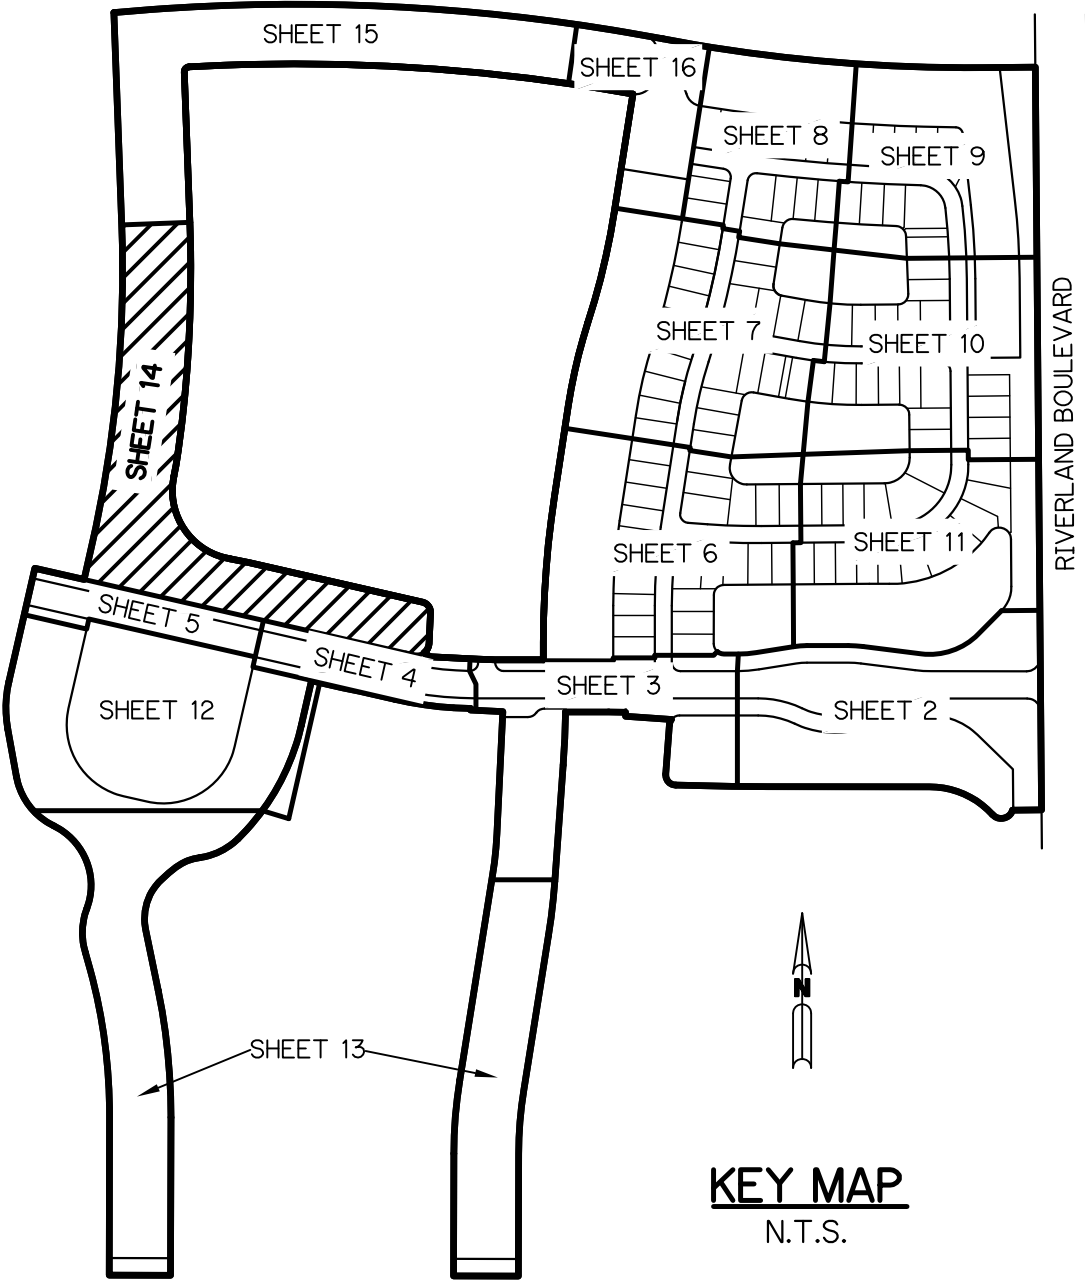 SHEET 15
SHEET 16
SHEET 8
SHEET 9
SHEET 7
SHEET 10
RIVERLAND BOULEVARD
SHEET 14
SHEET 6
SHEET 11
SHEET 5
SHEET 4
SHEET 3
SHEET 12
SHEET 2
N
SHEET 13
KEY MAP
N.T.S.